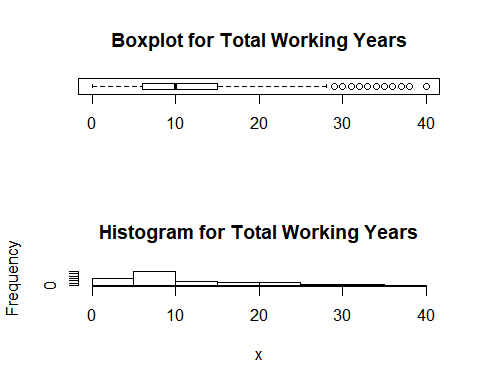 Boxplot for Total Working Years
0 10 20 30 40
Histogram for Total Working Years
Frequency
0
0 10 20 30 40
x